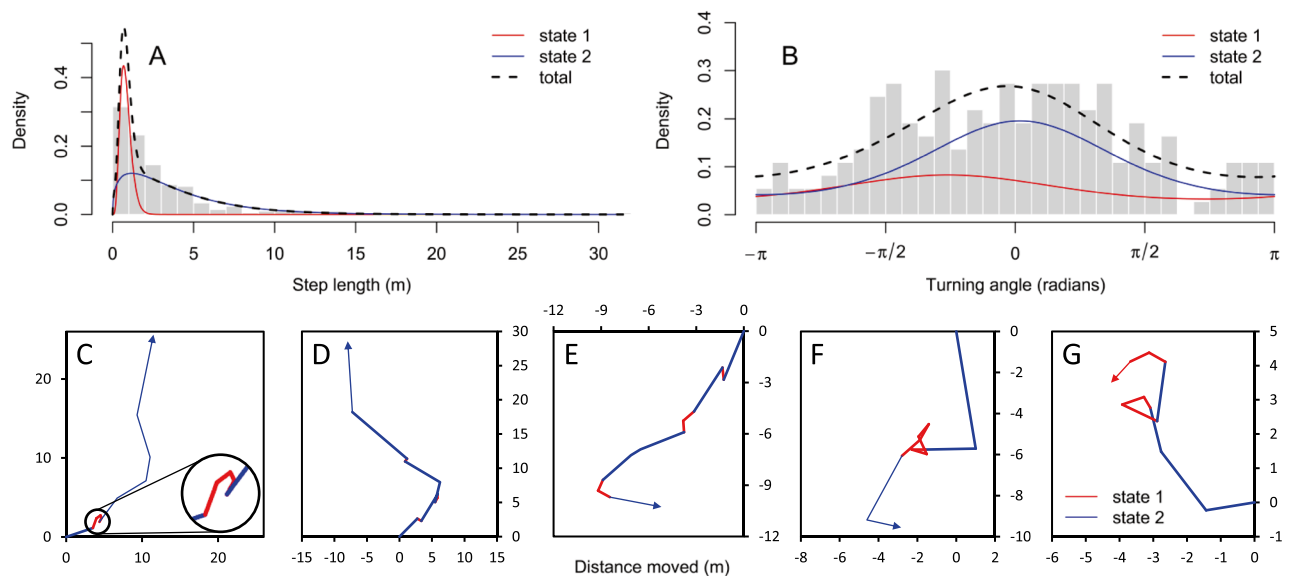 A
state 1
state 2
total
Density
0.0 0.2 0.4
0 5 10 15 20 25 30
Step length (m)
B
state 1
state 2
total
Density
0.0 0.1 0.2 0.3 0.4
−π −π/2 0 π/2 π
Turning angle (radians)
C
0 10 20
0 10 20
D
0 5 10 15 20 25 30
-15 -10 -5 0 5 10 15
E
-12 -9 -6 -3 0
0 -3 -6 -9 -12
F
0 -2 -4 -6 -8 -10
-8 -6 -4 -2 0 2
G
5 4 3 2 1 0 -1
state 1
state 2
-6 -5 -4 -3 -2 -1 0
Distance moved (m)